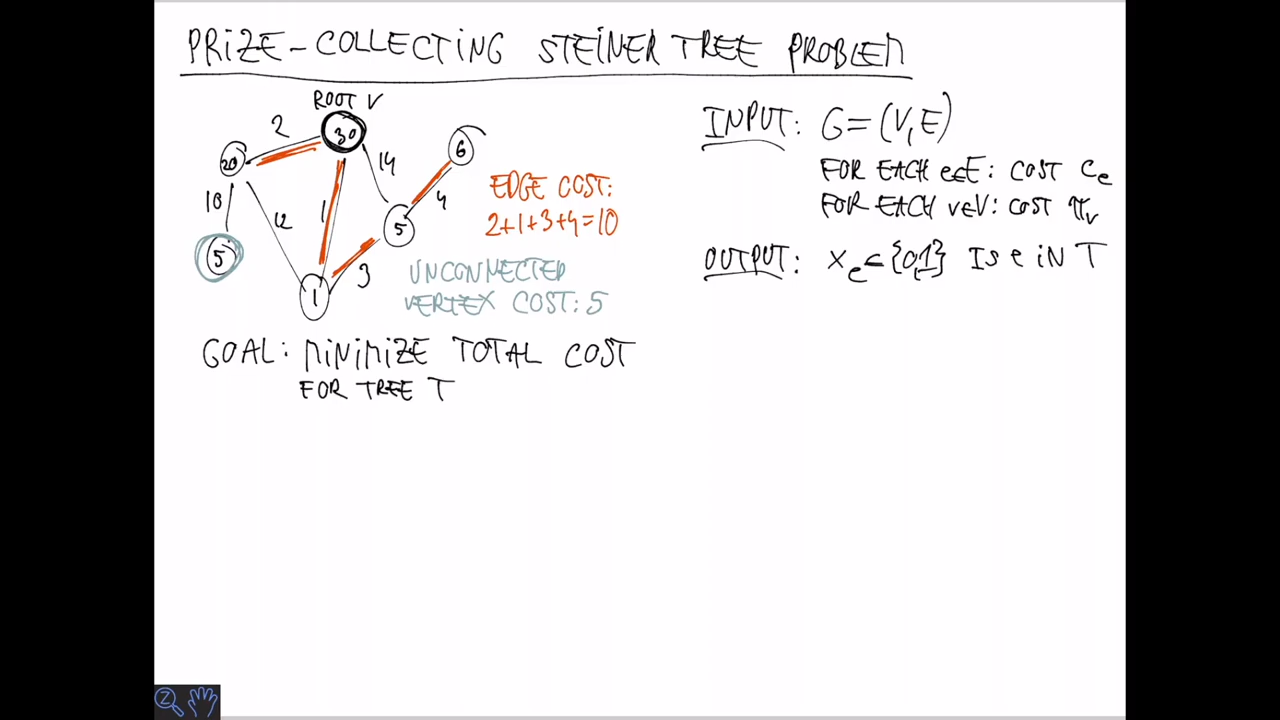 PRIZE-COLLECTING STEINER TREE PROBLEM
ROOT V
2
30
20
14
6
10
12
1
5
4
5
3
1
EDGE COST:
2+1+3+4=10
UNCONNECTED
VERTEX COST: 5
GOAL: MINIMIZE TOTAL COST
FOR TREE T
INPUT: G=(V,E)
FOR EACH e∈E: COST Ce
FOR EACH v∈V: COST πv
OUTPUT: xe∈{0,1} IS e IN T
Z